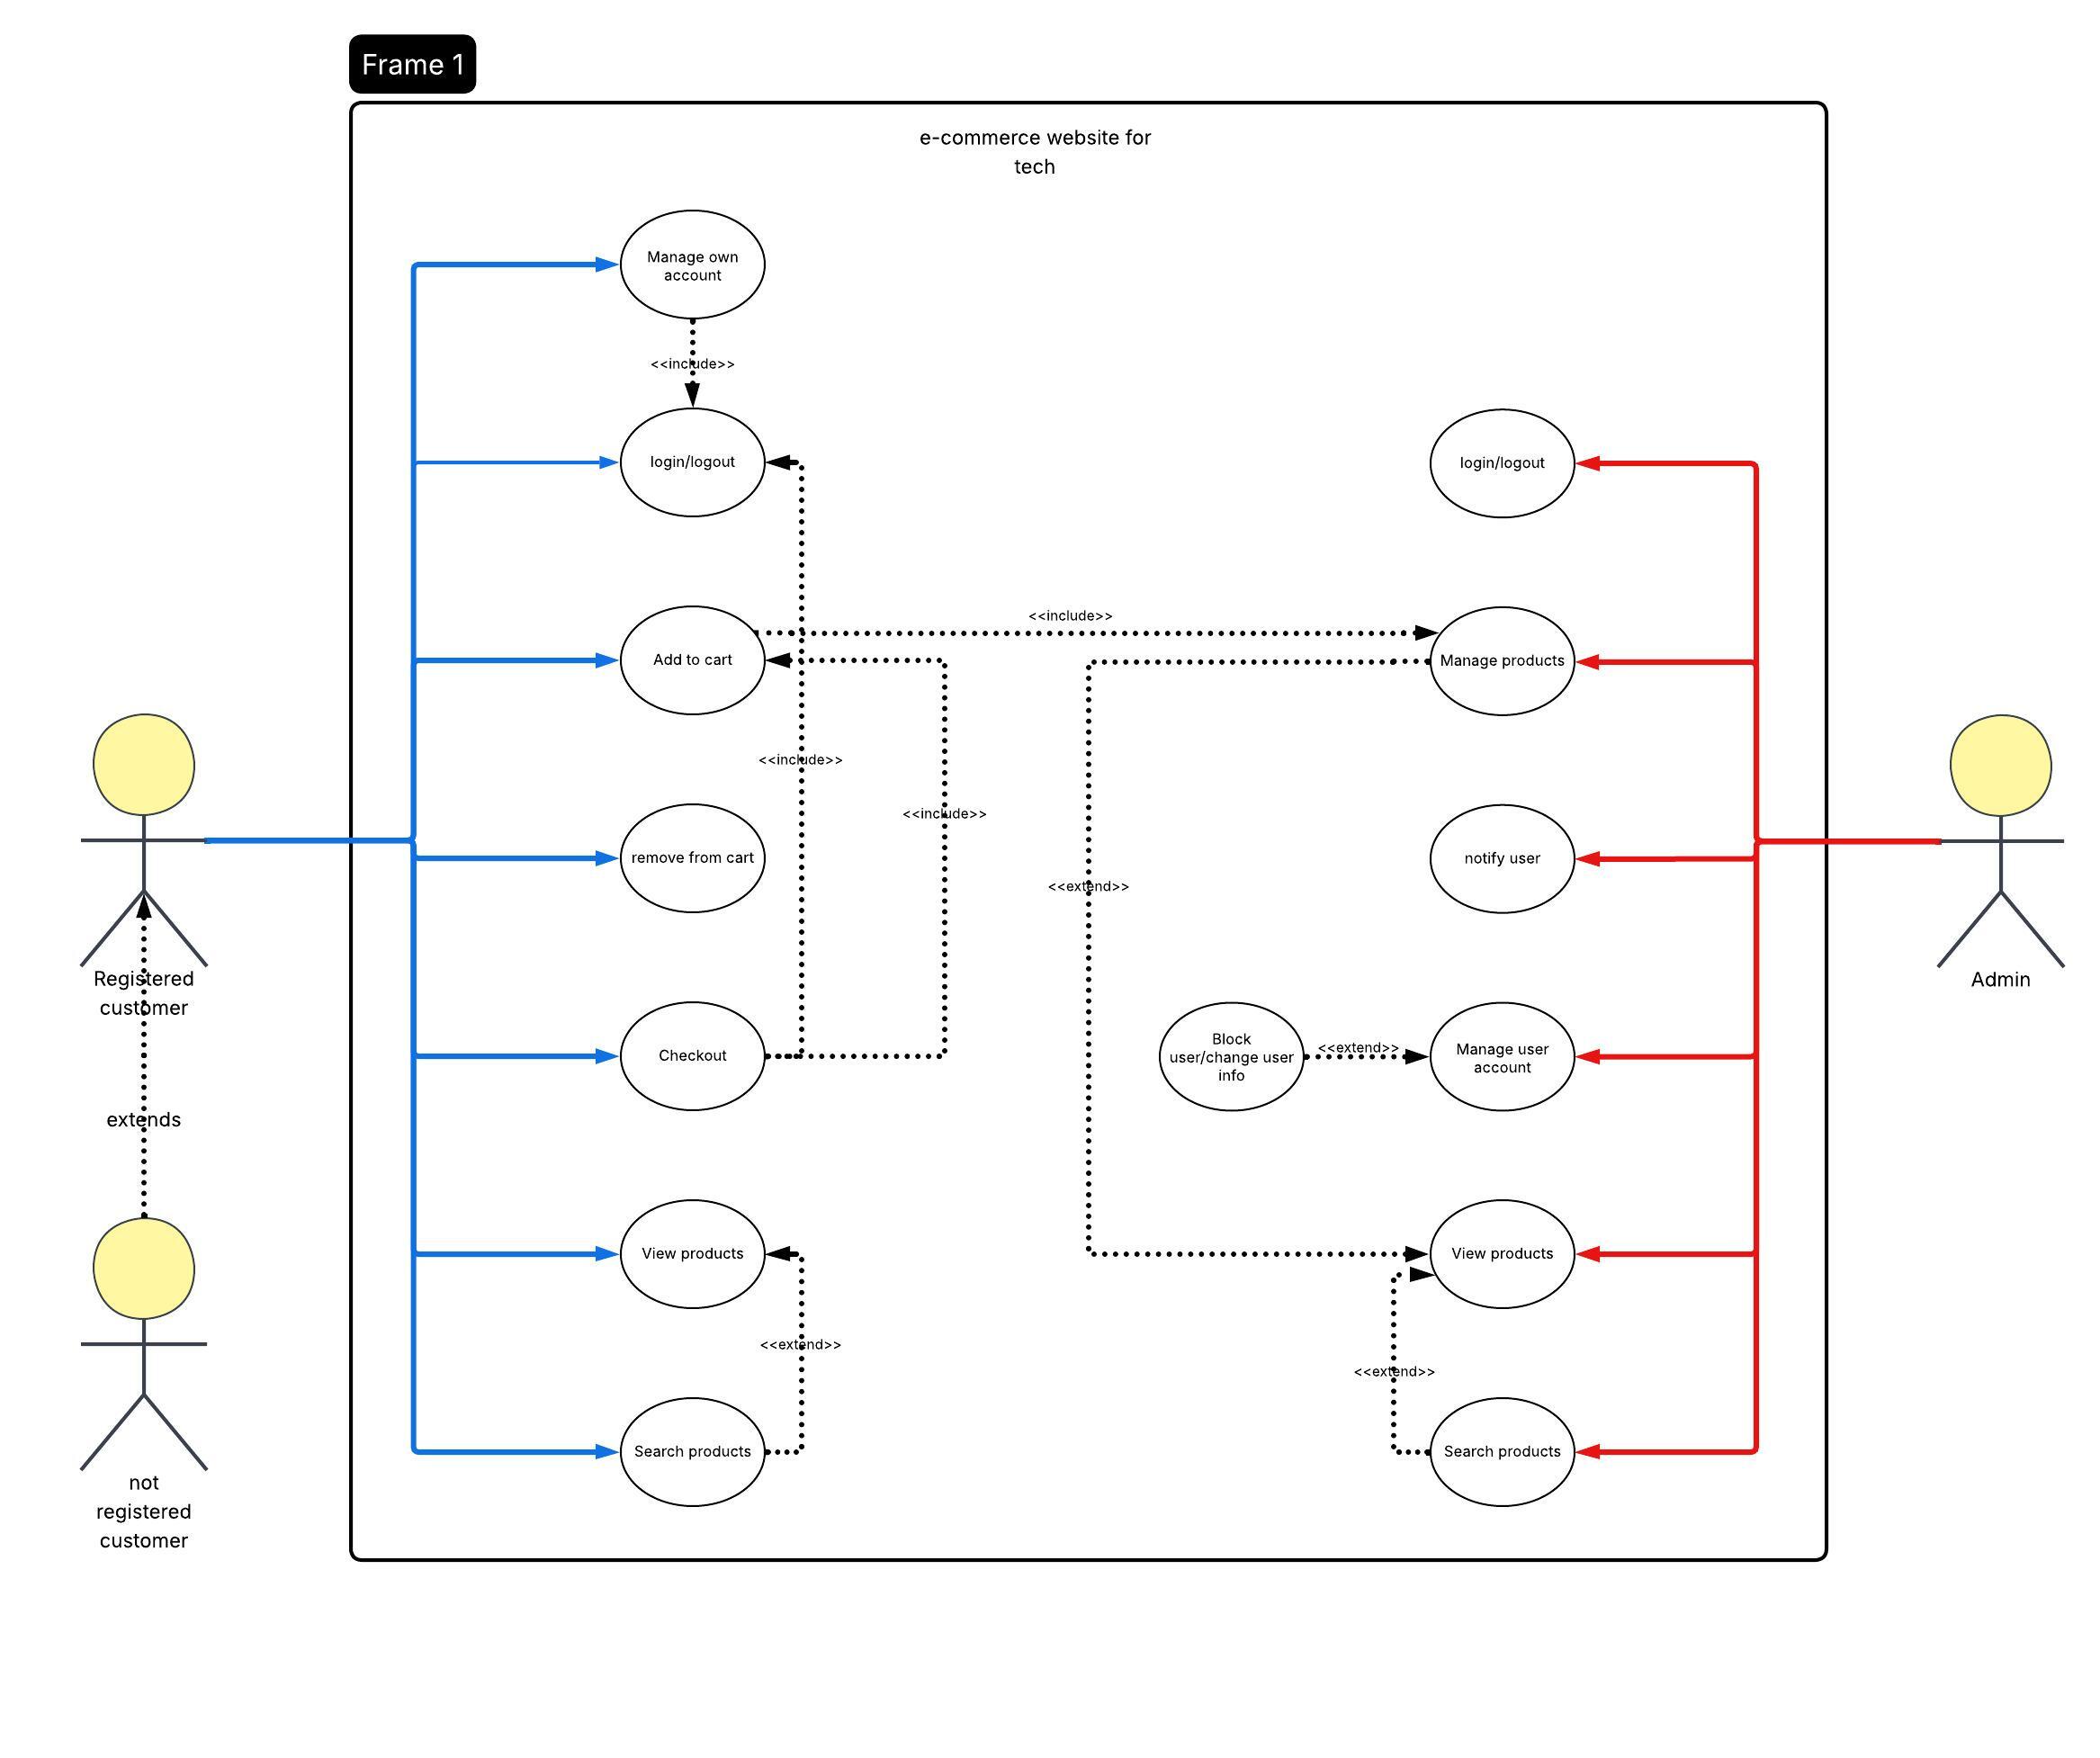 Frame 1
e-commerce website for
tech
Manage own
account
<<include>>
login/logout
login/logout
<<include>>
Add to cart
Manage products
<<include>>
<<include>>
remove from cart
notify user
<<extend>>
Registered
customer
Admin
Checkout
Block
user/change user
info
<<extend>>
Manage user
account
extends
View products
View products
<<extend>>
<<extend>>
Search products
Search products
not
registered
customer